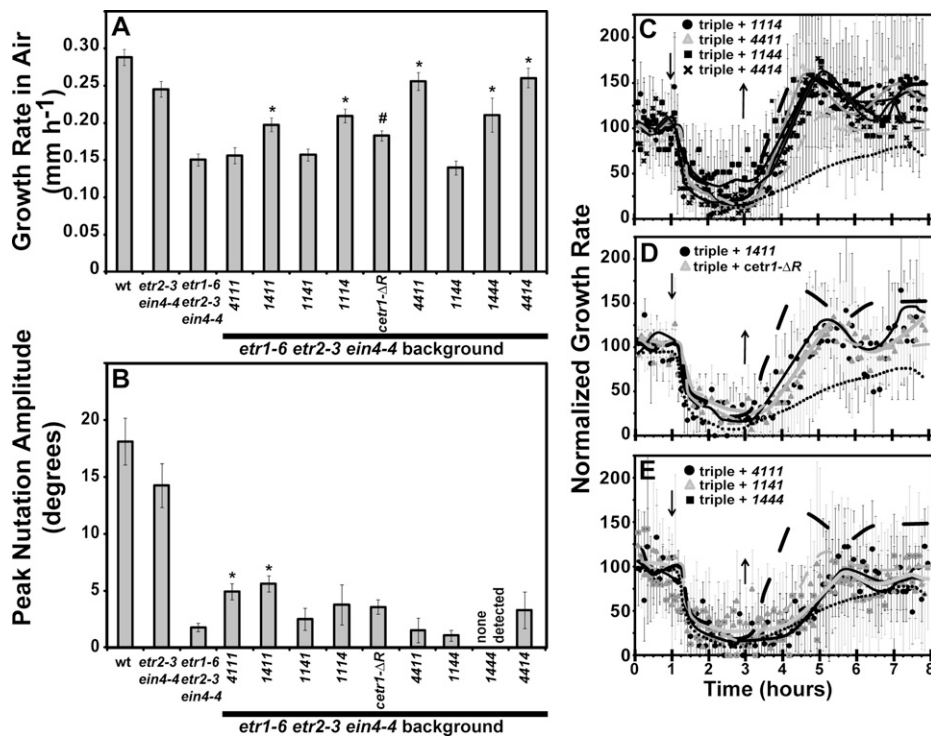 A
Growth Rate in Air
(mm h-1)
0.30
0.25
0.20
0.15
0.10
0.05
0
* * # * * *
wt
etr2-3
ein4-4
etr1-6
etr2-3
ein4-4
4111
1411
1141
1114
cetr1-ΔR
4411
1144
1444
4414
etr1-6 etr2-3 ein4-4 background
B
Peak Nutation Amplitude
(degrees)
20
15
10
5
0
* *
none
detected
wt
etr2-3
ein4-4
etr1-6
etr2-3
ein4-4
4111
1411
1141
1114
cetr1-ΔR
4411
1144
1444
4414
etr1-6 etr2-3 ein4-4 background
Normalized Growth Rate
C
triple + 1114
triple + 4411
triple + 1144
triple + 4414
200
150
100
50
0
D
triple + 1411
triple + cetr1-ΔR
200
150
100
50
0
E
triple + 4111
triple + 1141
triple + 1444
200
150
100
50
0
0 1 2 3 4 5 6 7 8
Time (hours)